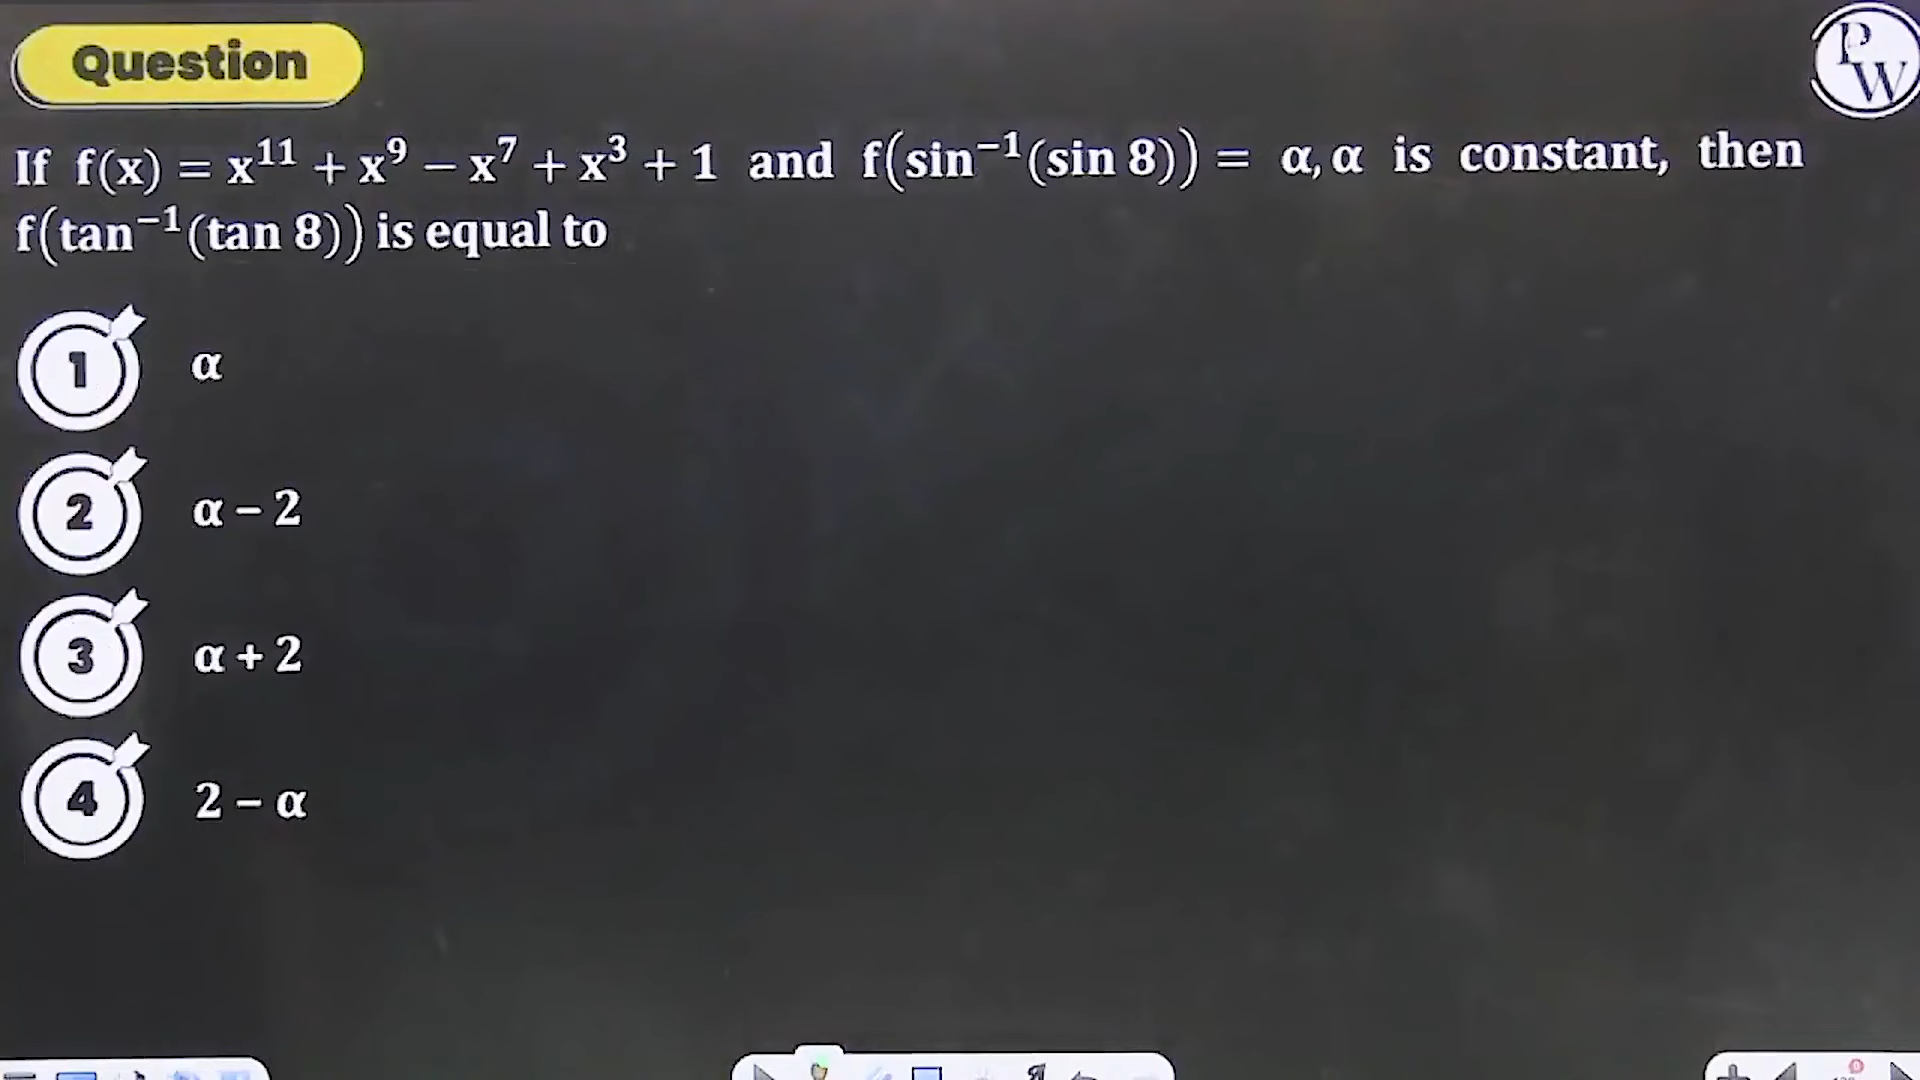 Question
PW
If f(x) = x¹¹ + x⁹ – x⁷ + x³ + 1 and f(sin⁻¹(sin 8)) = α, α is constant, then
f(tan⁻¹(tan 8)) is equal to
1 α
2 α – 2
3 α + 2
4 2 – α